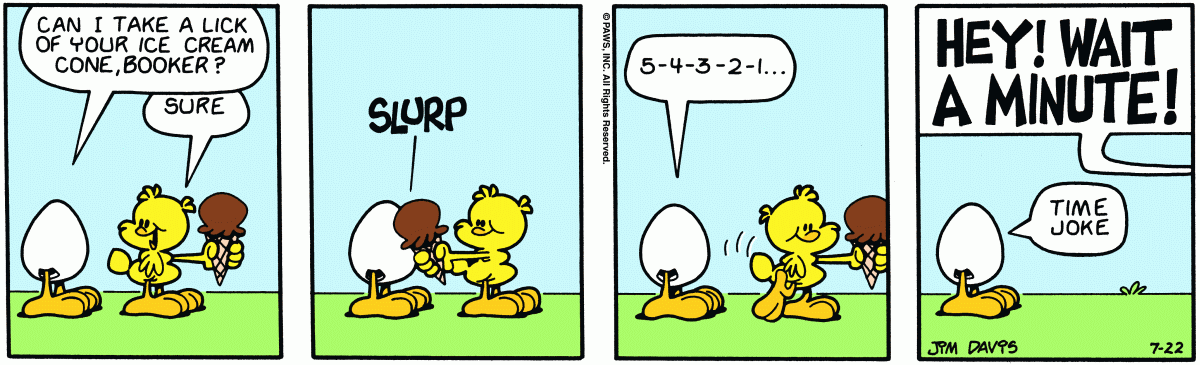 CAN I TAKE A LICK
OF YOUR ICE CREAM
CONE, BOOKER?
SURE
SLURP
© PAWS, INC. All Rights Reserved.
5-4-3-2-1...
HEY! WAIT
A MINUTE!
TIME
JOKE
JIM DAVIS
7-22